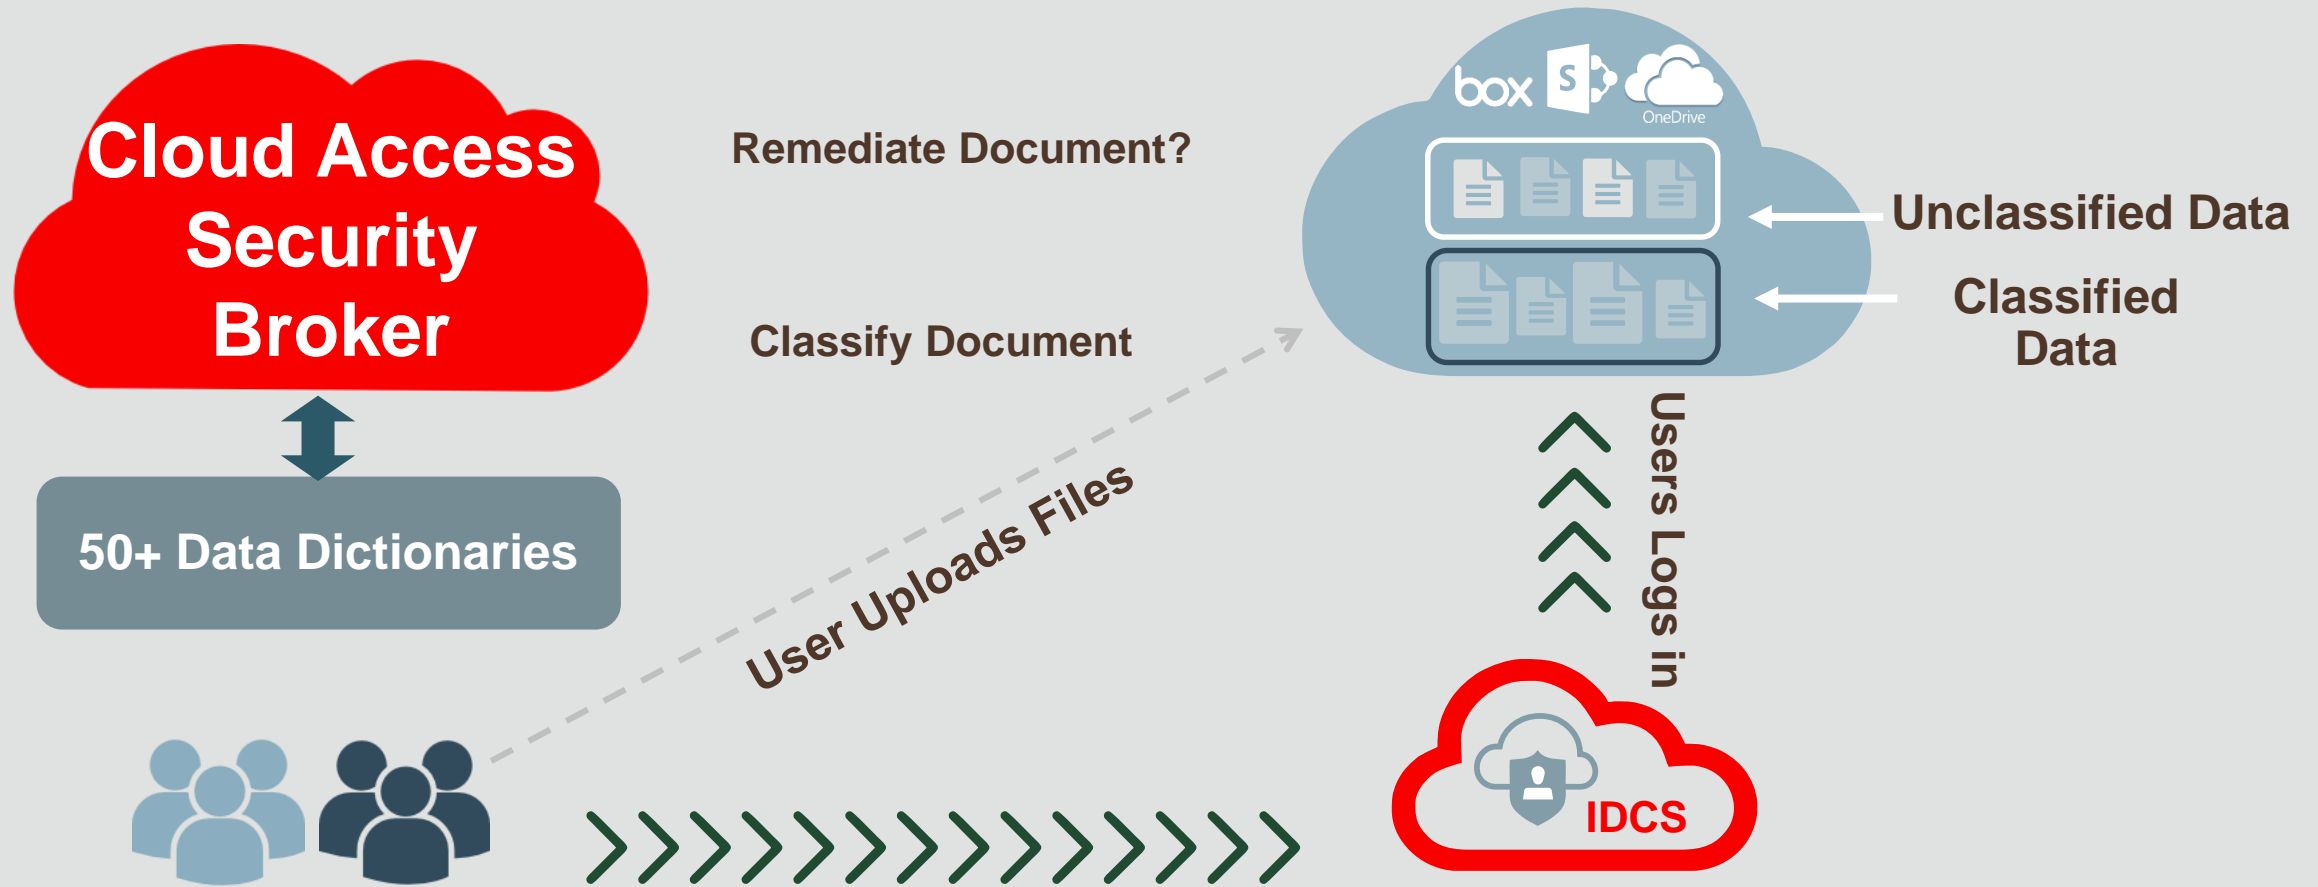 Cloud Access
Security
Broker
50+ Data Dictionaries
Remediate Document?
Classify Document
User Uploads Files
box
S
OneDrive
Unclassified Data
Classified
Data
Users Logs in
IDCS